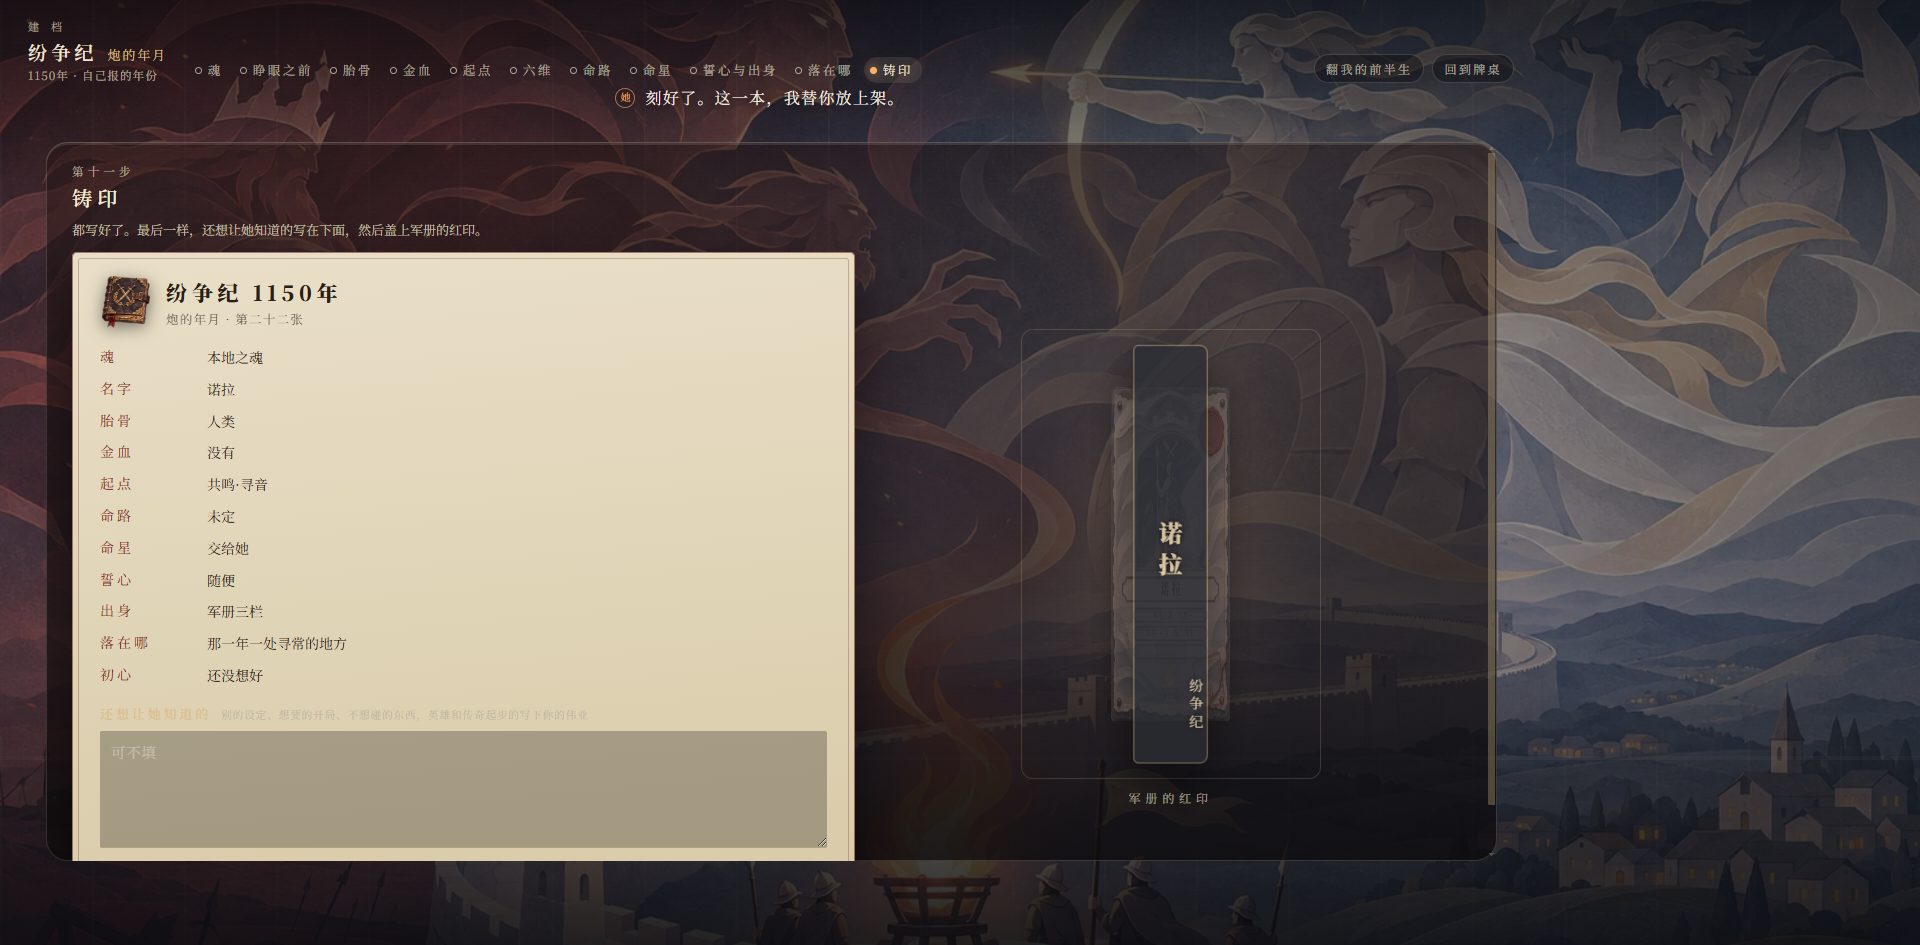 建 档
纷争纪 炮的年月
1150年 · 自己报的年份
魂 睁眼之前 胎骨 金血 起点 六维 命路 命星 誓心与出身 落在哪 铸印
翻我的前半生 回到牌桌
她 刻好了。这一本，我替你放上架。
第十一步
铸印
都写好了。最后一样，还想让她知道的写在下面，然后盖上军册的红印。
纷争纪 1150年
炮的年月 · 第二十二张
魂 本地之魂
名字 诺拉
胎骨 人类
金血 没有
起点 共鸣·寻音
命路 未定
命星 交给她
誓心 随便
出身 军册三栏
落在哪 那一年一处寻常的地方
初心 还没想好
还想让她知道的 别的设定、想要的开局、不想碰的东西，英雄和传奇起步的写下你的伟业
可不填
诺拉
诺拉
纷争纪
军册的红印